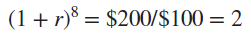 (1 + r)⁸ = $200/$100 = 2